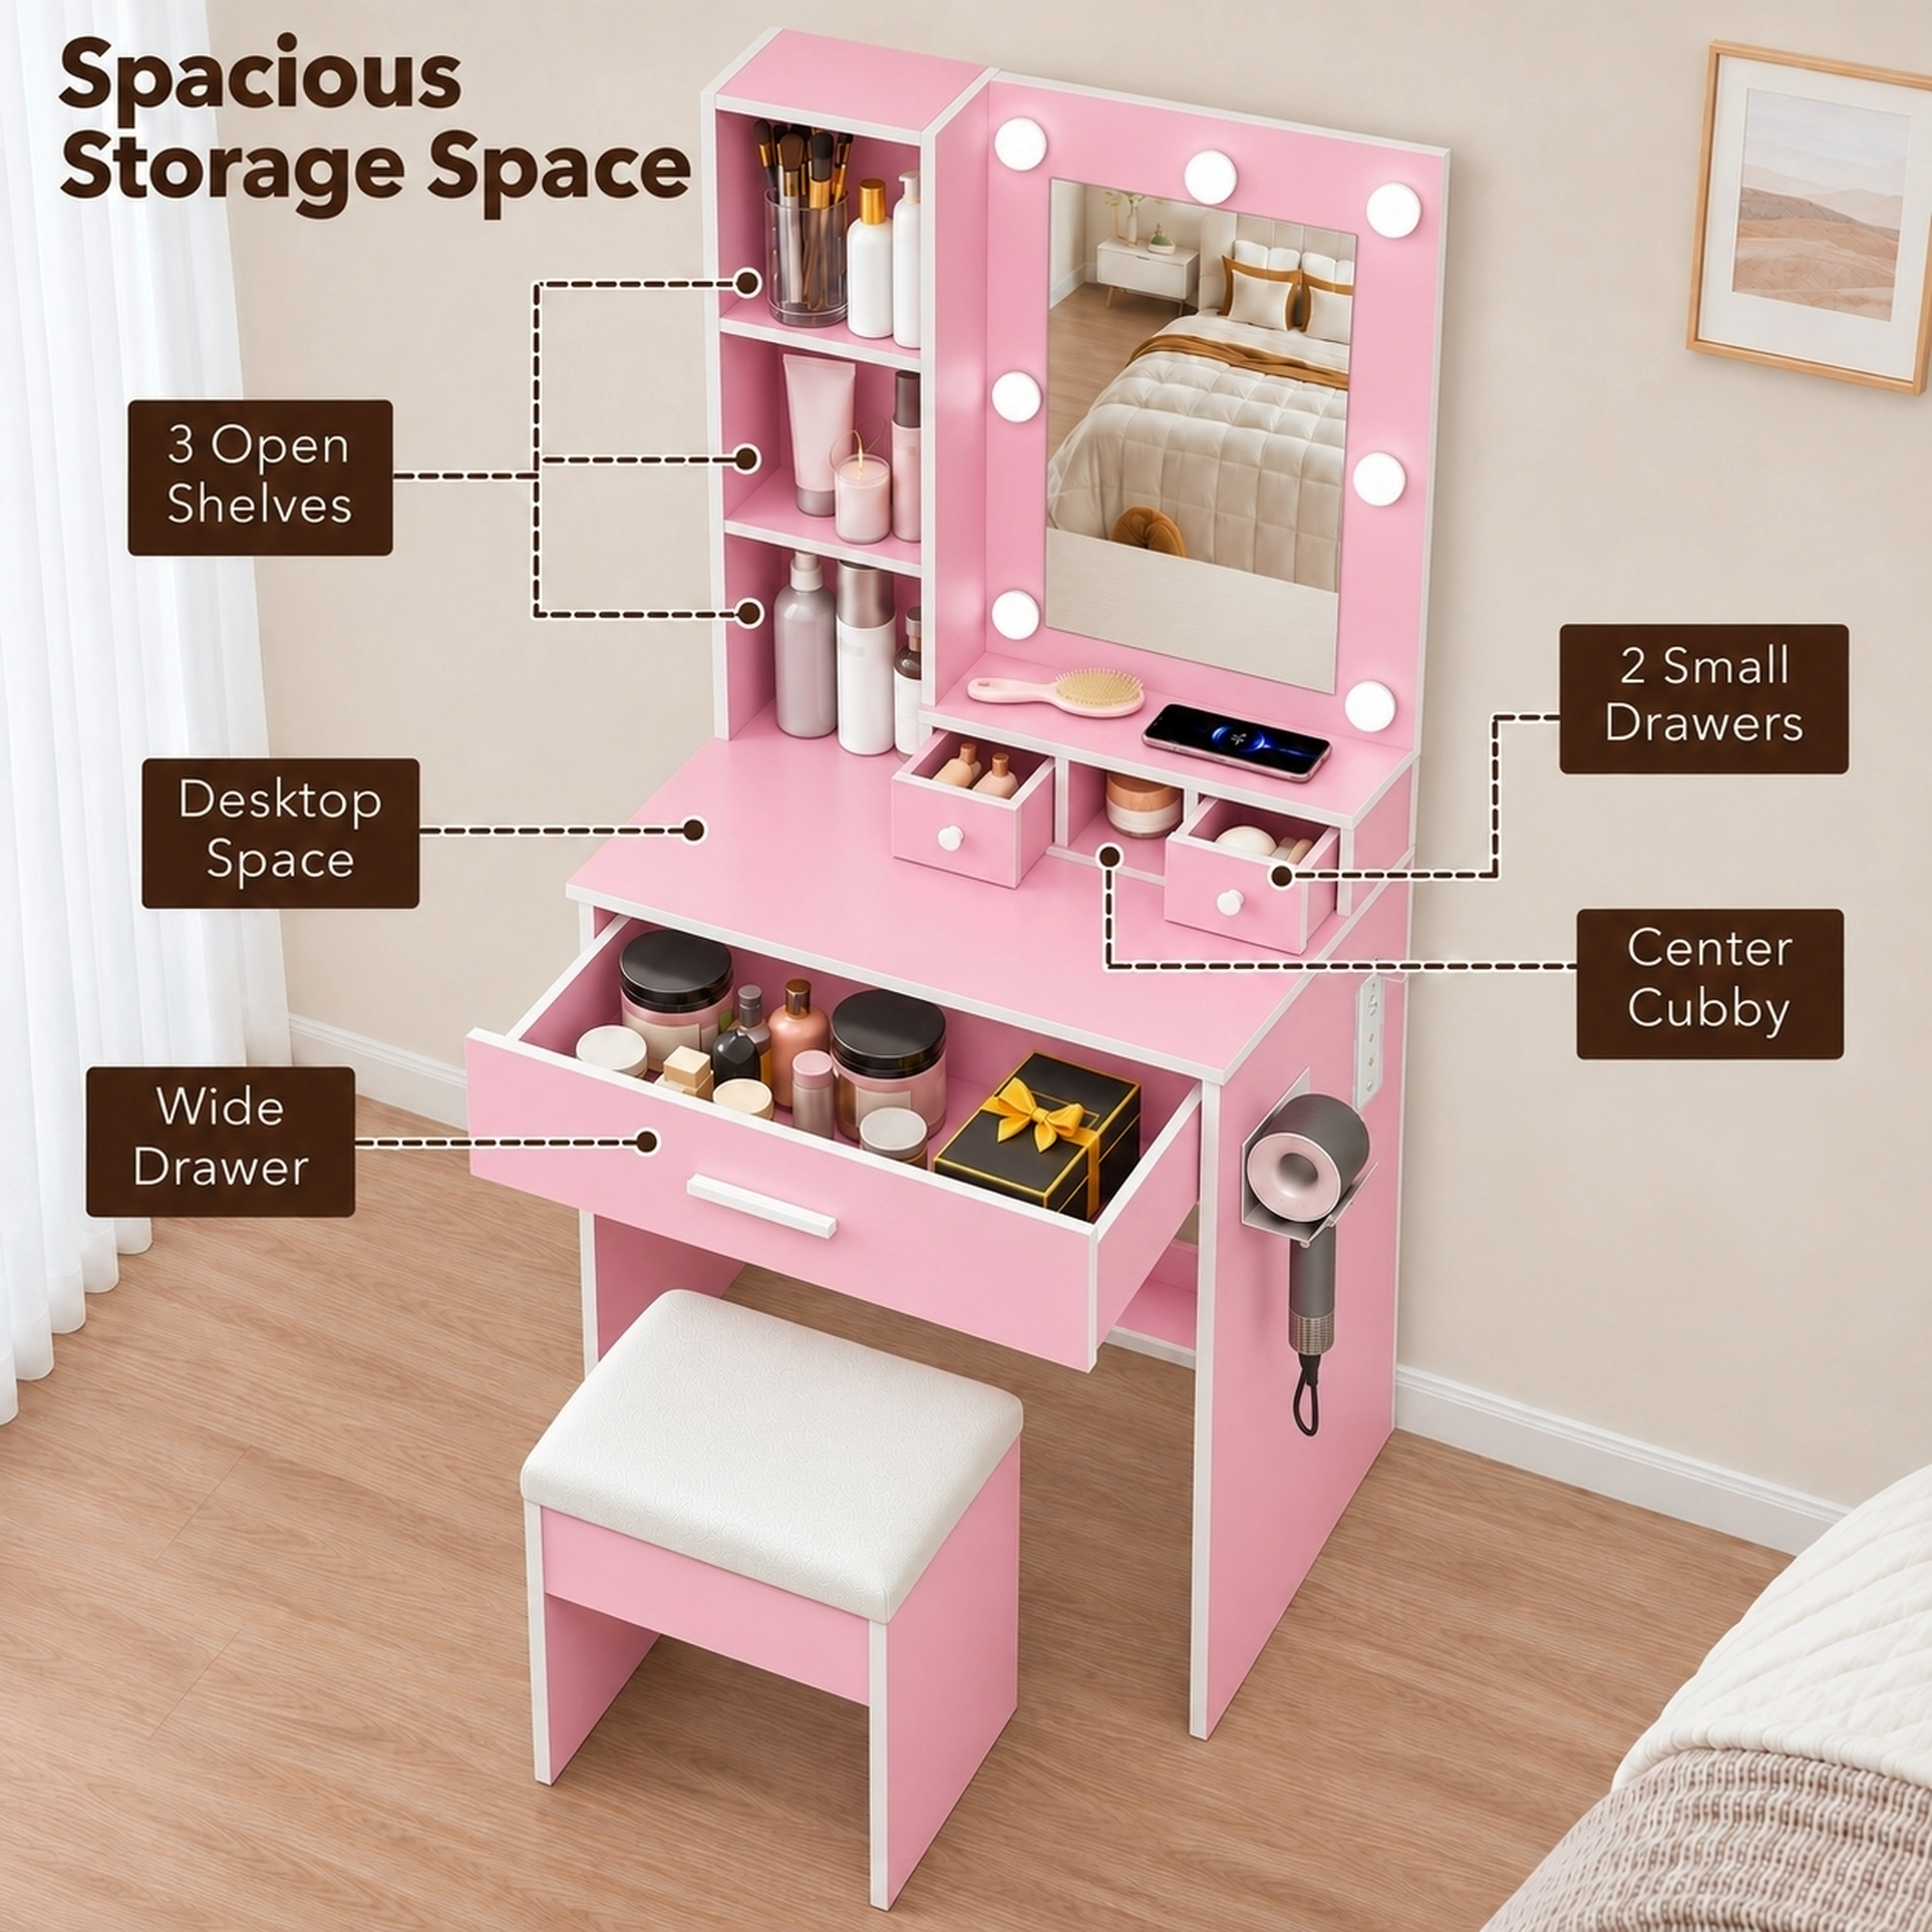 Spacious
Storage Space
3 Open
Shelves
2 Small
Drawers
Desktop
Space
Center
Cubby
Wide
Drawer